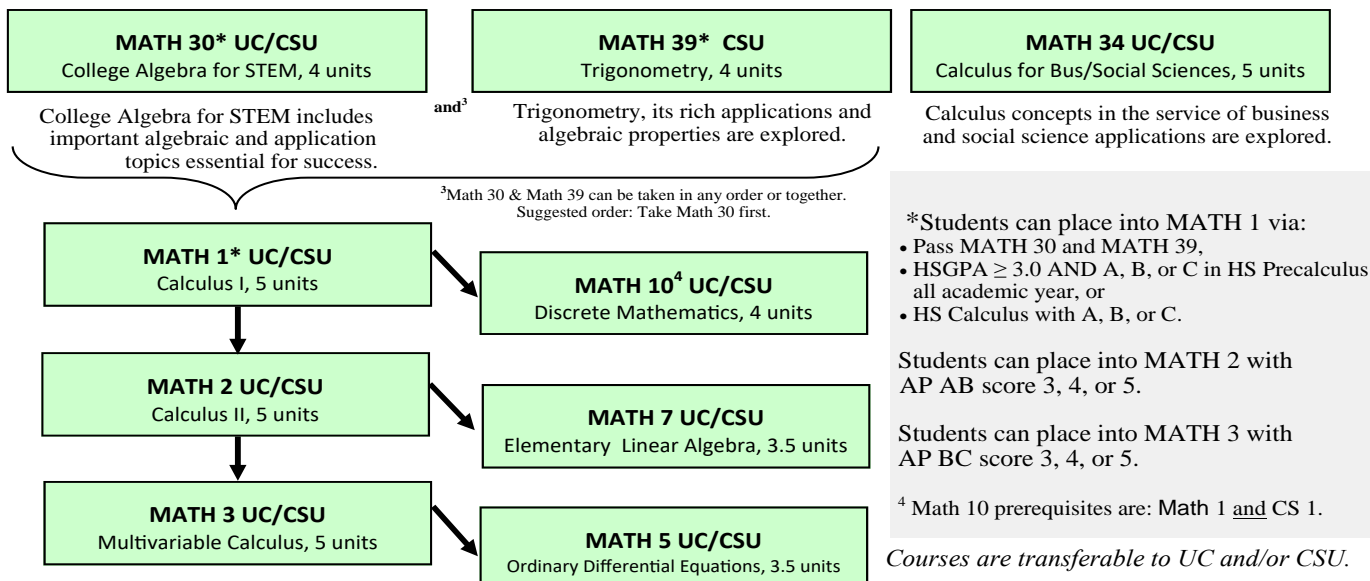 MATH 30* UC/CSU
College Algebra for STEM, 4 units
MATH 39* CSU
Trigonometry, 4 units
MATH 34 UC/CSU
Calculus for Bus/Social Sciences, 5 units
College Algebra for STEM includes
important algebraic and application
topics essential for success.
and³
Trigonometry, its rich applications and
algebraic properties are explored.
Calculus concepts in the service of business
and social science applications are explored.
³Math 30 & Math 39 can be taken in any order or together.
Suggested order: Take Math 30 first.
MATH 1* UC/CSU
Calculus I, 5 units
MATH 10⁴ UC/CSU
Discrete Mathematics, 4 units
MATH 2 UC/CSU
Calculus II, 5 units
MATH 7 UC/CSU
Elementary Linear Algebra, 3.5 units
MATH 3 UC/CSU
Multivariable Calculus, 5 units
MATH 5 UC/CSU
Ordinary Differential Equations, 3.5 units
*Students can place into MATH 1 via:
• Pass MATH 30 and MATH 39,
• HSGPA ≥ 3.0 AND A, B, or C in HS Precalculus
all academic year, or
• HS Calculus with A, B, or C.
Students can place into MATH 2 with
AP AB score 3, 4, or 5.
Students can place into MATH 3 with
AP BC score 3, 4, or 5.
⁴ Math 10 prerequisites are: Math 1 and CS 1.
Courses are transferable to UC and/or CSU.